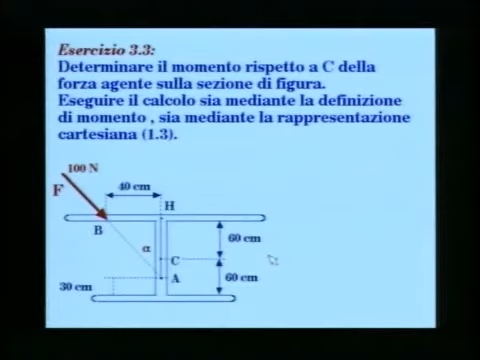 Esercizio 3.3:
Determinare il momento rispetto a C della
forza agente sulla sezione di figura.
Eseguire il calcolo sia mediante la definizione
di momento , sia mediante la rappresentazione
cartesiana (1.3).
100 N
F
40 cm
H
B
α
60 cm
C
A
30 cm
60 cm